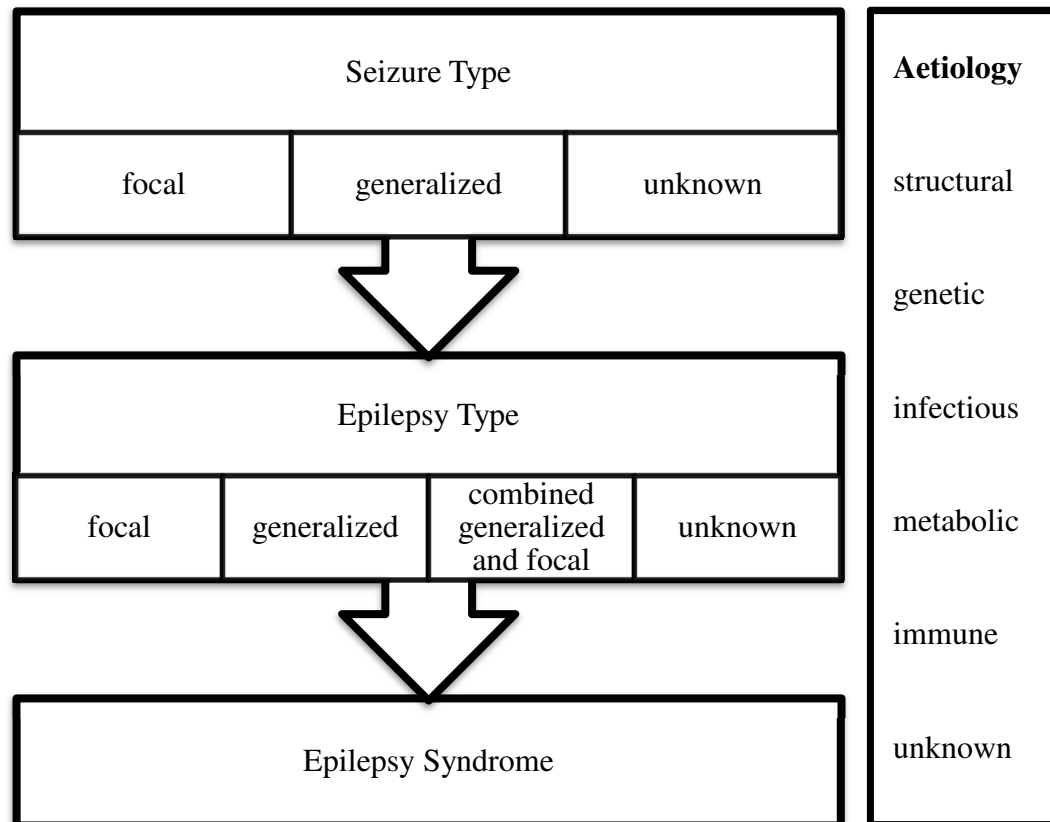 Seizure Type
focal
generalized
unknown
Epilepsy Type
focal
generalized
combined
generalized
and focal
unknown
Epilepsy Syndrome
Aetiology
structural
genetic
infectious
metabolic
immune
unknown